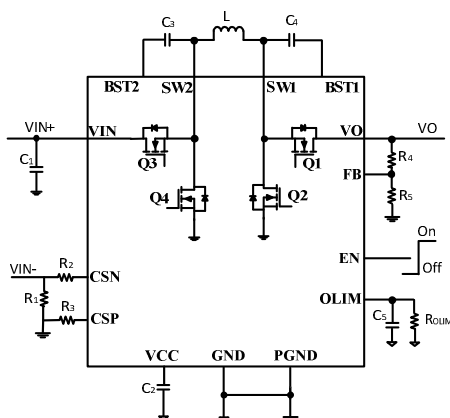 C3
L
C4
BST2
SW2
SW1
BST1
VIN+
VIN
VO
VO
C1
Q3
Q1
R4
FB
Q4
Q2
R5
On
EN
Off
VIN-
R2
CSN
OLIM
R1
R3
CSP
C5
ROLIM
VCC
GND
PGND
C2